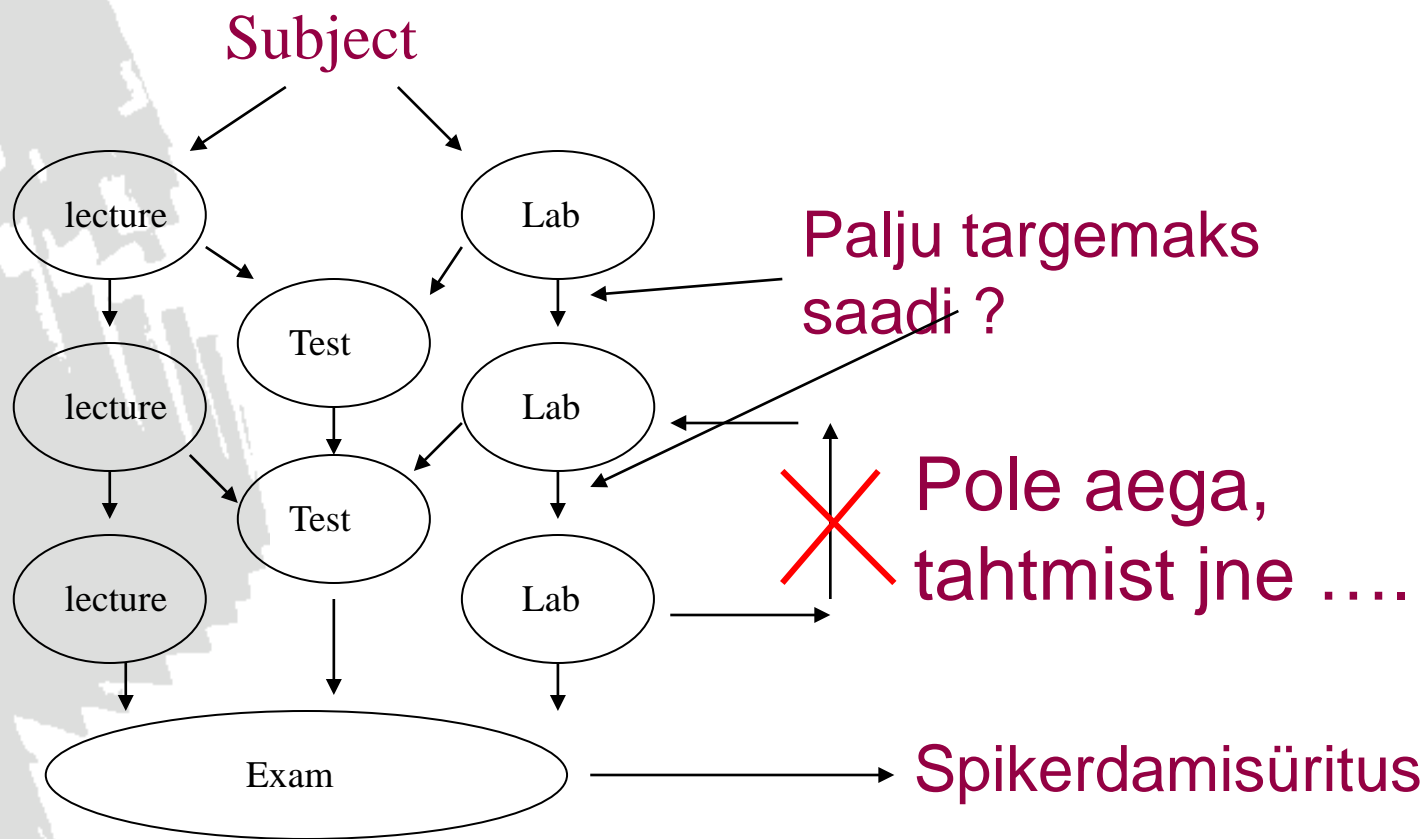 Subject
lecture
Lab
Palju targemaks
saadi ?
Test
lecture
Lab
Pole aega,
tahtmist jne ….
Test
lecture
Lab
Exam
Spikerdamisüritus